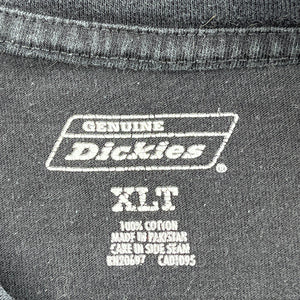 GENUINE
Dickies®
XLT
100% COTTON
MADE IN PAKISTAN
CARE IN SIDE SEAM
RN20697 CA01095